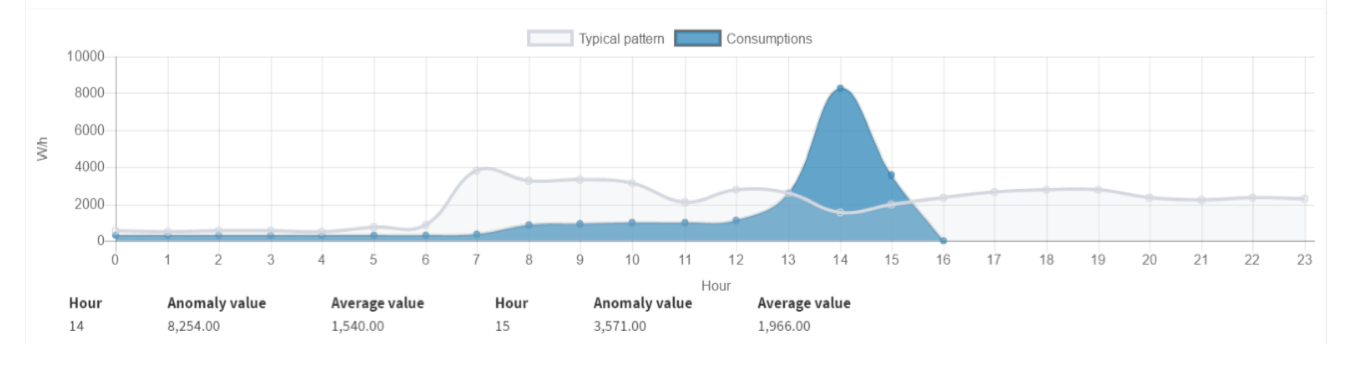 Typical pattern Consumptions
10000
8000
6000
4000
2000
0
W/h
0 1 2 3 4 5 6 7 8 9 10 11 12 13 14 15 16 17 18 19 20 21 22 23
Hour
Hour Anomaly value Average value Hour Anomaly value Average value
14 8,254.00 1,540.00 15 3,571.00 1,966.00